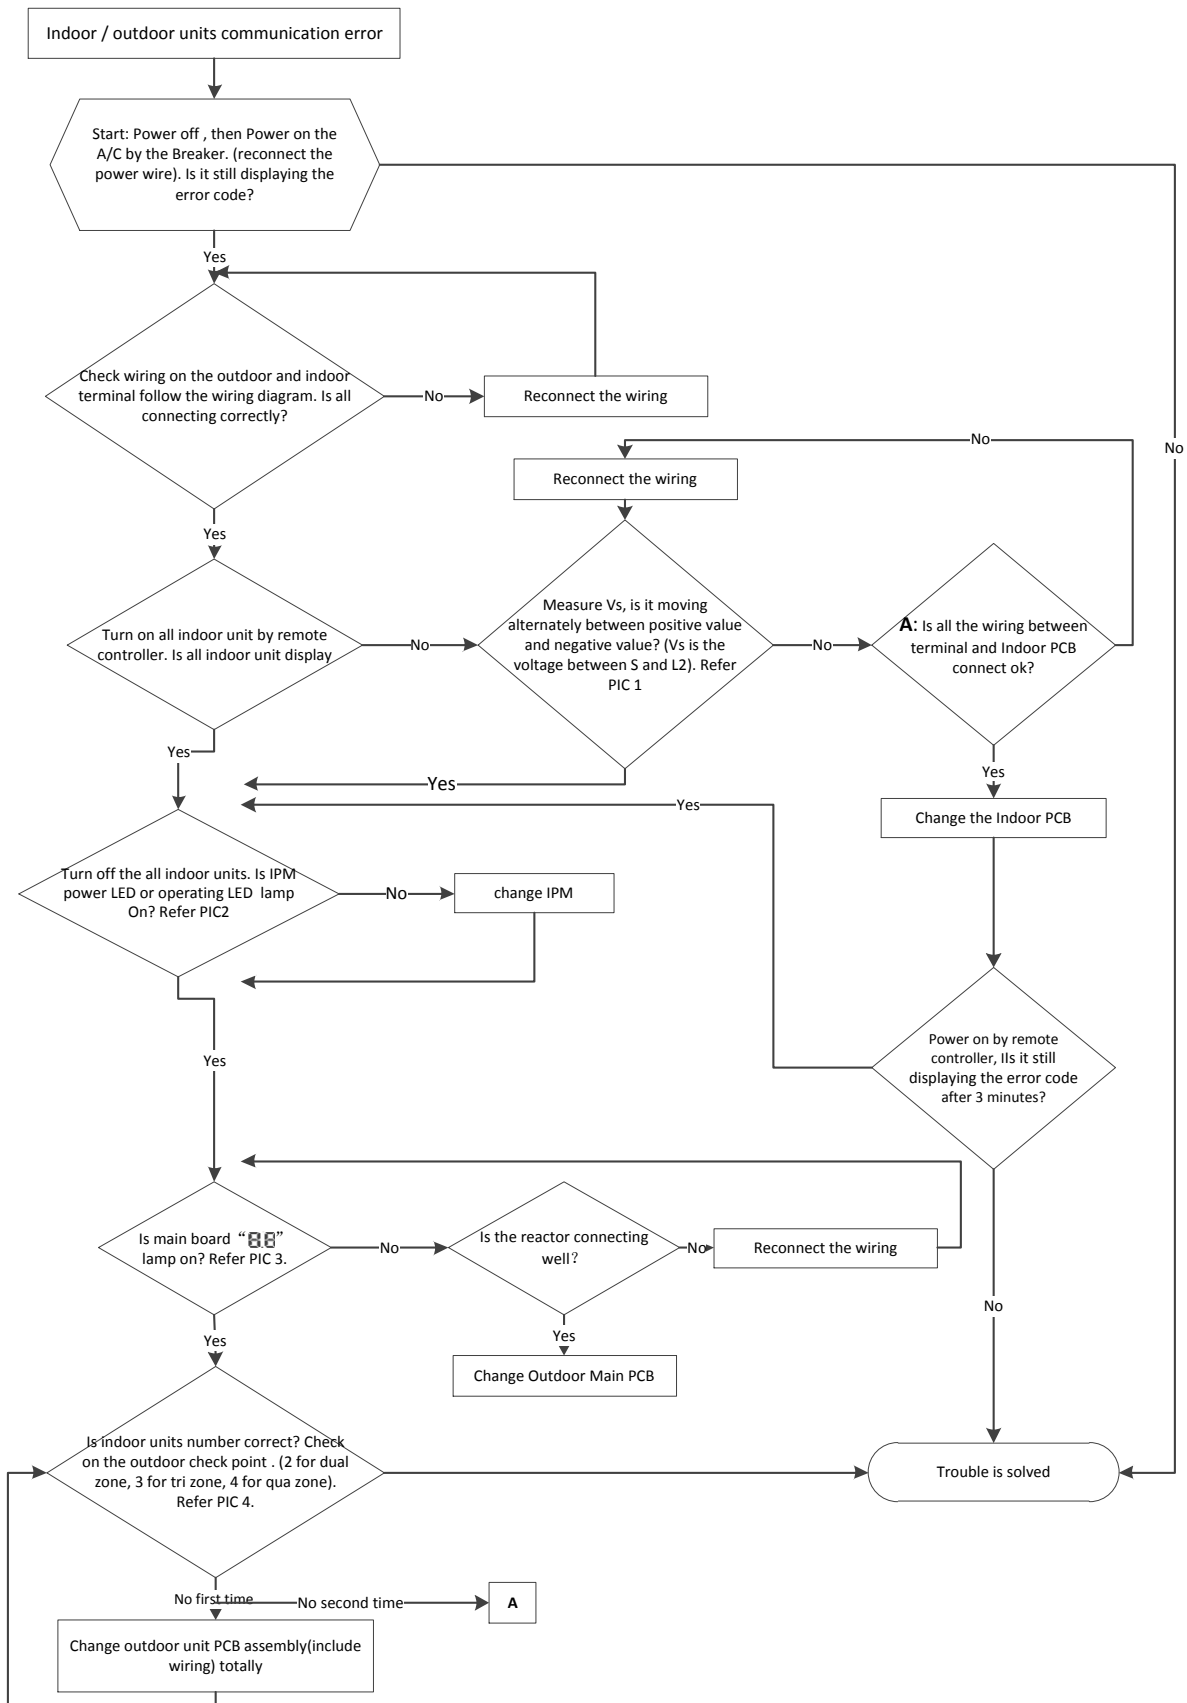 Indoor / outdoor units communication error
Start: Power off , then Power on the
A/C by the Breaker. (reconnect the
power wire). Is it still displaying the
error code?
Yes
No
Check wiring on the outdoor and indoor
terminal follow the wiring diagram. Is all
connecting correctly?
No
Reconnect the wiring
Yes
No
Reconnect the wiring
Turn on all indoor unit by remote
controller. Is all indoor unit display
No
Measure Vs, is it moving
alternately between positive value
and negative value? (Vs is the
voltage between S and L2). Refer
PIC 1
No
A: Is all the wiring between
terminal and Indoor PCB
connect ok?
Yes
Yes
Yes
Yes
Change the Indoor PCB
Turn off the all indoor units. Is IPM
power LED or operating LED lamp
On? Refer PIC2
No
change IPM
Yes
Power on by remote
controller, IIs it still
displaying the error code
after 3 minutes?
No
Is main board “8.8”
lamp on? Refer PIC 3.
No
Is the reactor connecting
well?
No
Reconnect the wiring
Yes
Change Outdoor Main PCB
Yes
Is indoor units number correct? Check
on the outdoor check point . (2 for dual
zone, 3 for tri zone, 4 for qua zone).
Refer PIC 4.
Trouble is solved
No first time
No second time
A
Change outdoor unit PCB assembly(include
wiring) totally